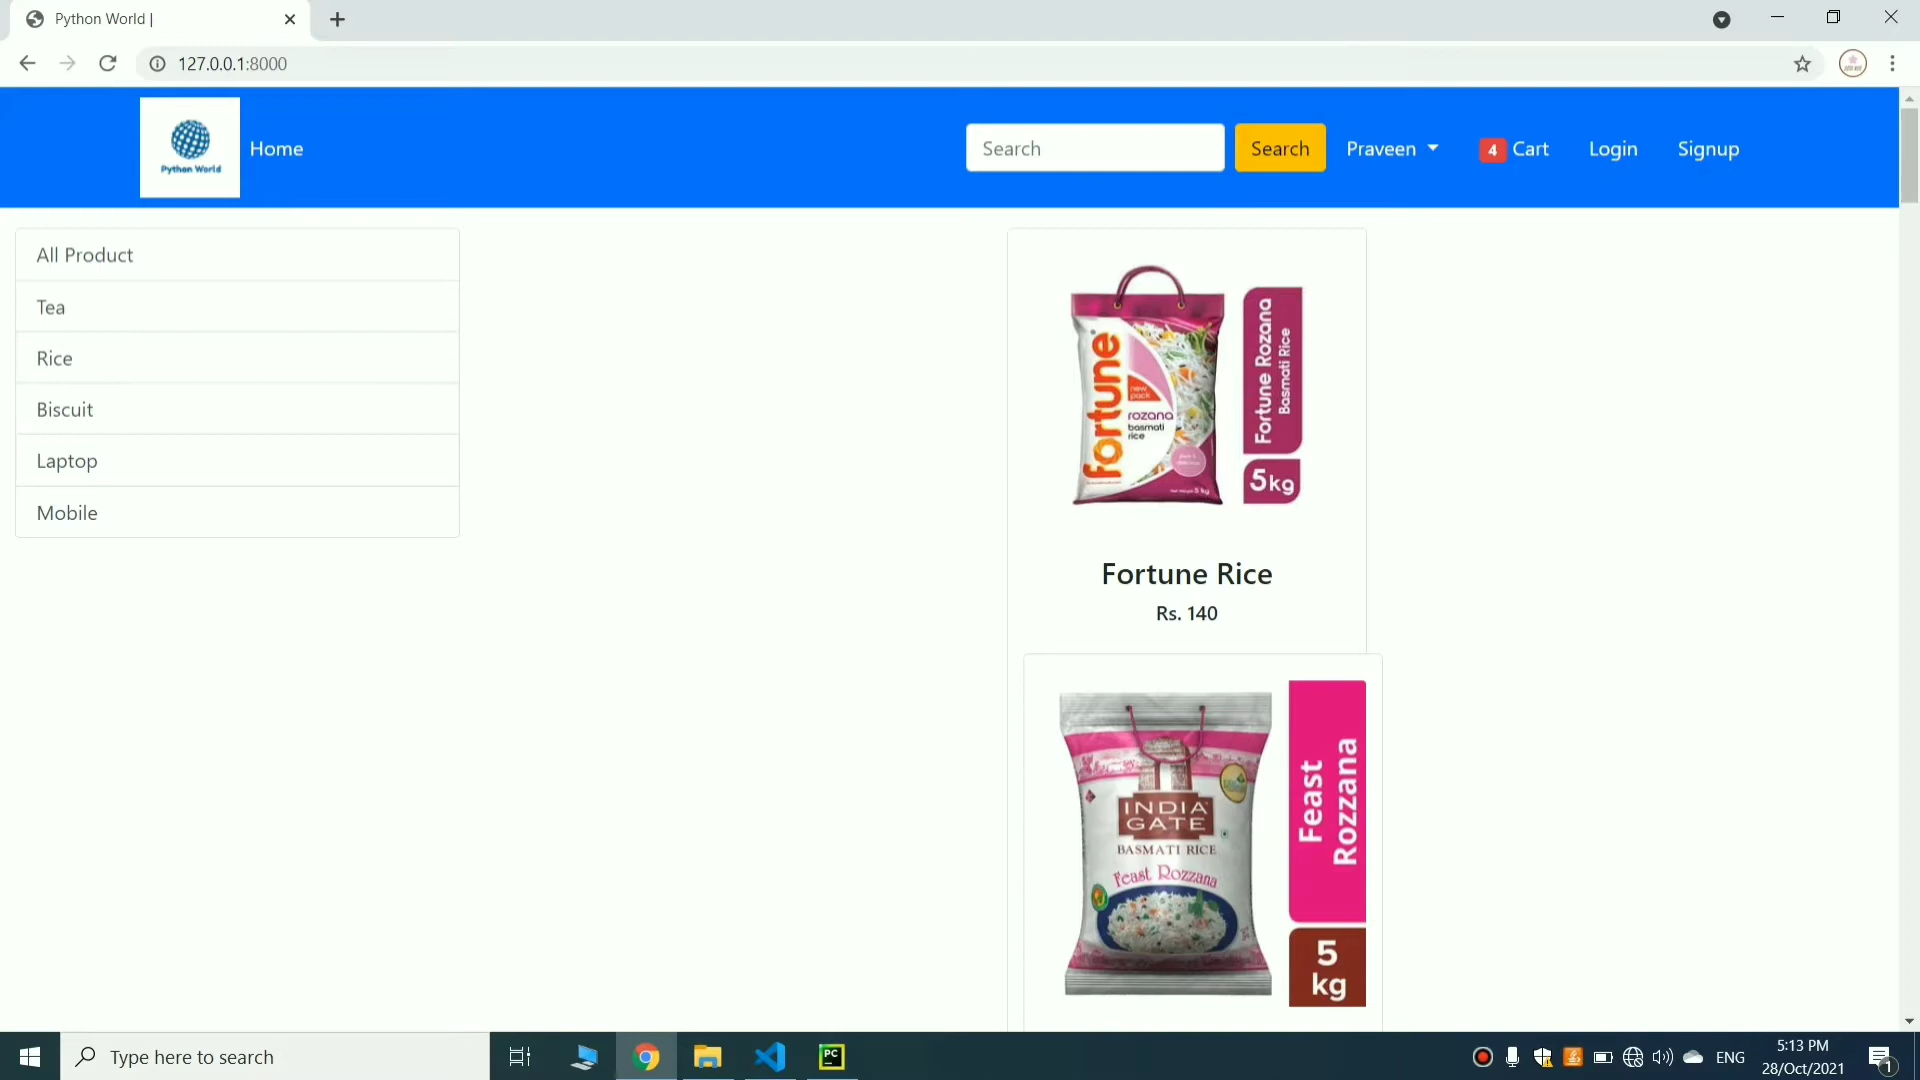 Python World |
127.0.0.1:8000
Python World
Home
Search
Search
Praveen
4 Cart
Login
Signup
All Product
Tea
Rice
Biscuit
Laptop
Mobile
fortune
new
pack
rozana
basmati
rice
Fortune Rozana
Basmati Rice
5kg
Fortune Rice
Rs. 140
INDIA
GATE
BASMATI RICE
Feast Rozzana
Feast
Rozzana
5
kg
Type here to search
PC
ENG
5:13 PM
28/Oct/2021
1